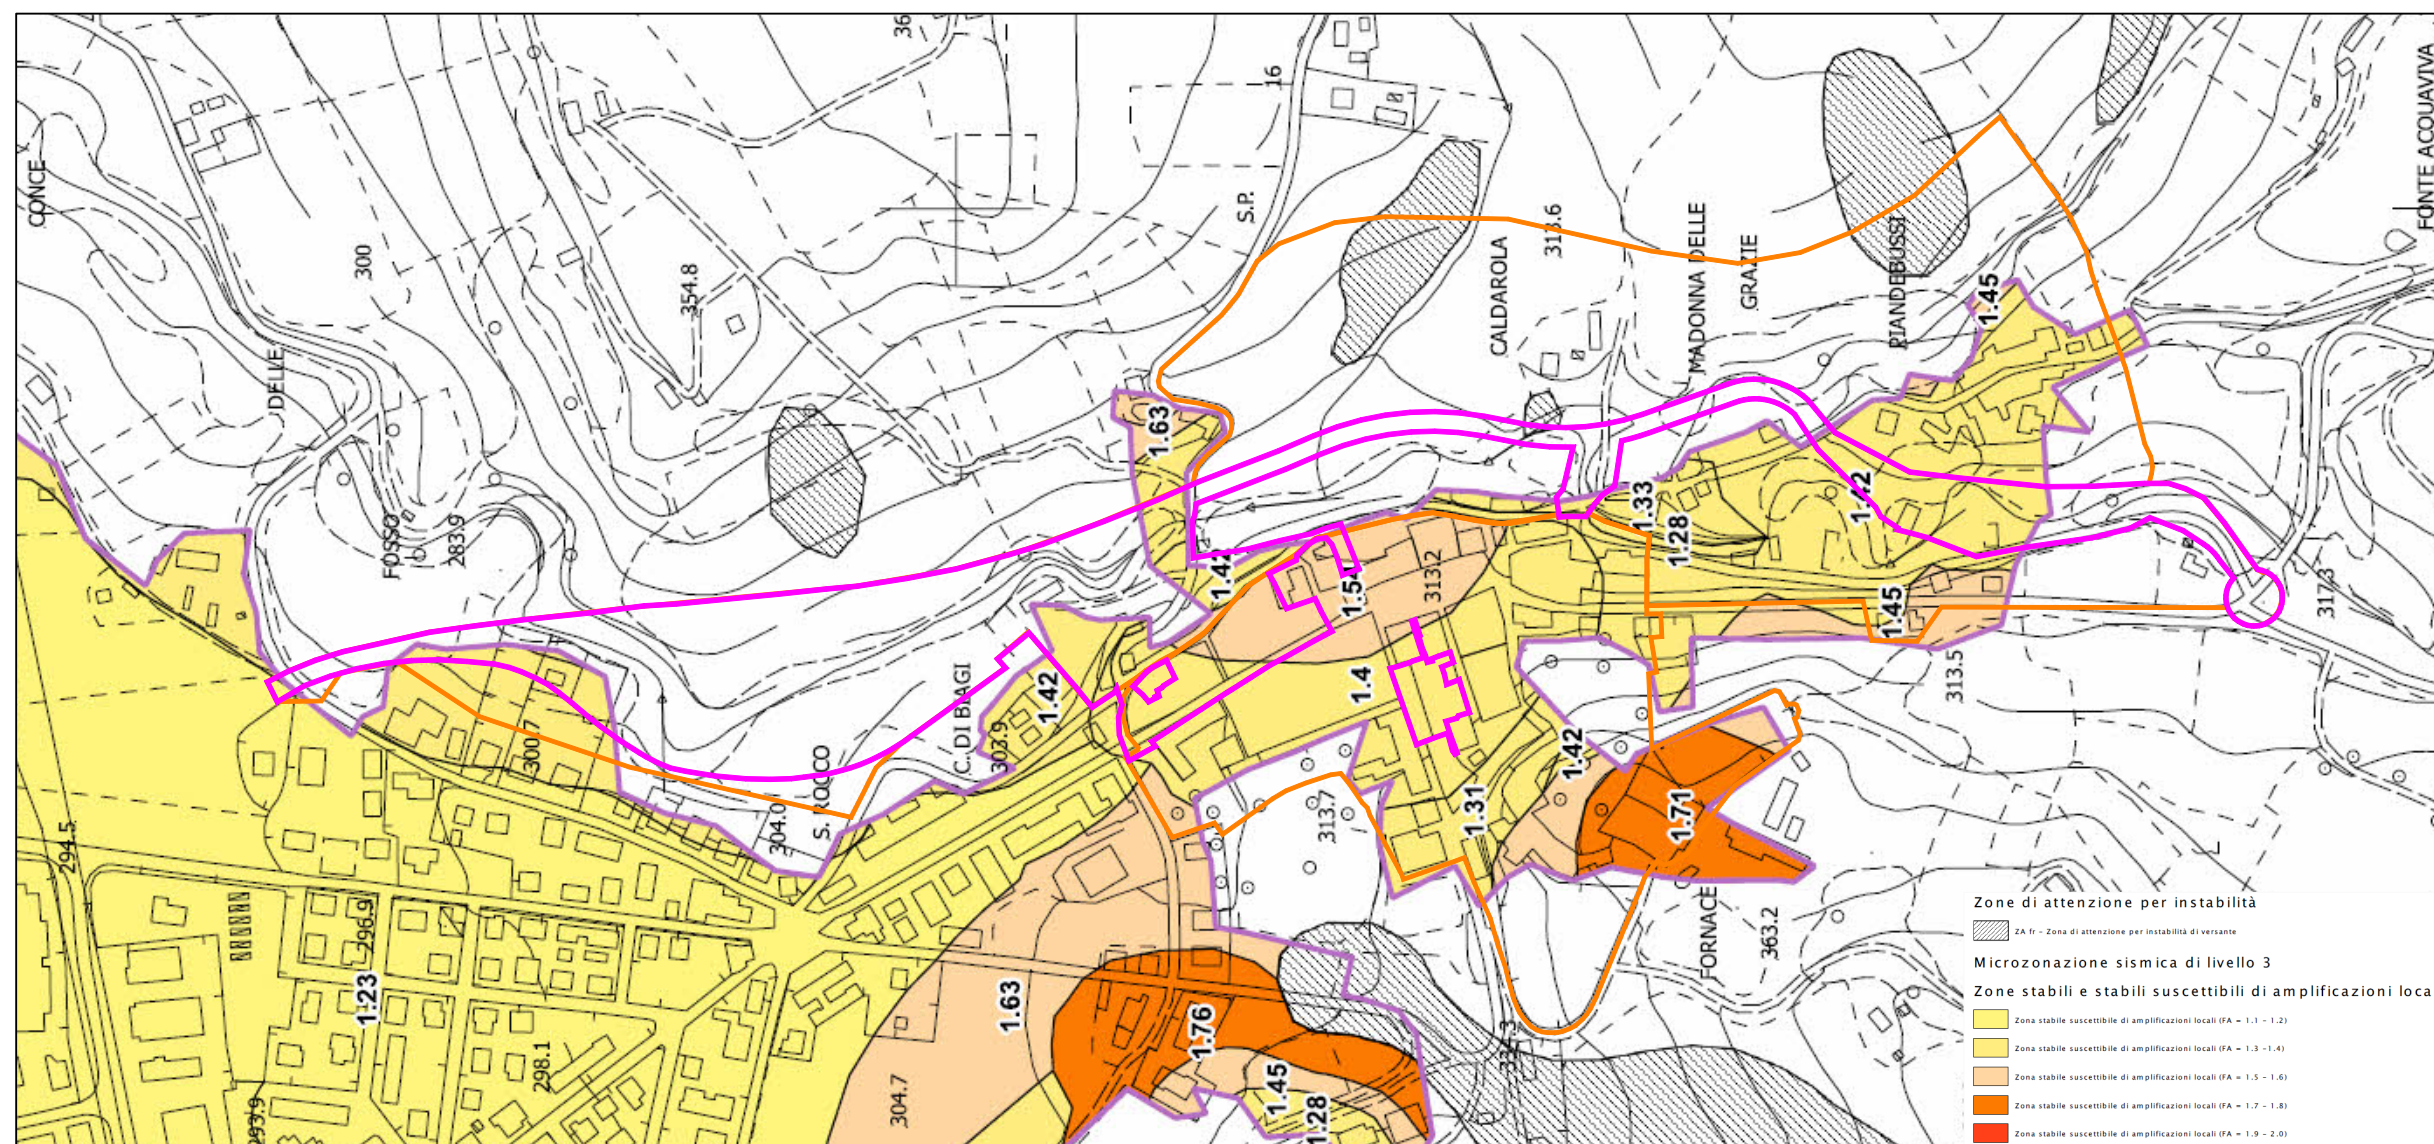 36
16
CONCE
300
354.8
S.P.
CALDAROLA
313.6
MADONNA DELLE
GRAZIE
PIANDEBUSSI
1.45
FONTE ACQUAVIVA
DELLE
FOSSO
283.9
1.63
1.42
1.54
313.2
1.33
1.28
1.42
1.45
317.3
313.5
300.7
C.DI BIAGI
303.9
1.42
S. ROCCO
304.0
1.4
1.42
1.31
313.7
1.71
294.5
296.9
1.23
298.1
293.9
1.63
304.7
1.76
1.45
1.28
FORNACE
363.2
Zone di attenzione per instabilità
ZA fr - Zona di attenzione per instabilità di versante
Microzonazione sismica di livello 3
Zone stabili e stabili suscettibili di amplificazioni loca
Zona stabile suscettibile di amplificazioni locali (FA = 1.1 - 1.2)
Zona stabile suscettibile di amplificazioni locali (FA = 1.3 -1.4)
Zona stabile suscettibile di amplificazioni locali (FA = 1.5 - 1.6)
Zona stabile suscettibile di amplificazioni locali (FA = 1.7 - 1.8)
Zona stabile suscettibile di amplificazioni locali (FA = 1.9 - 2.0)